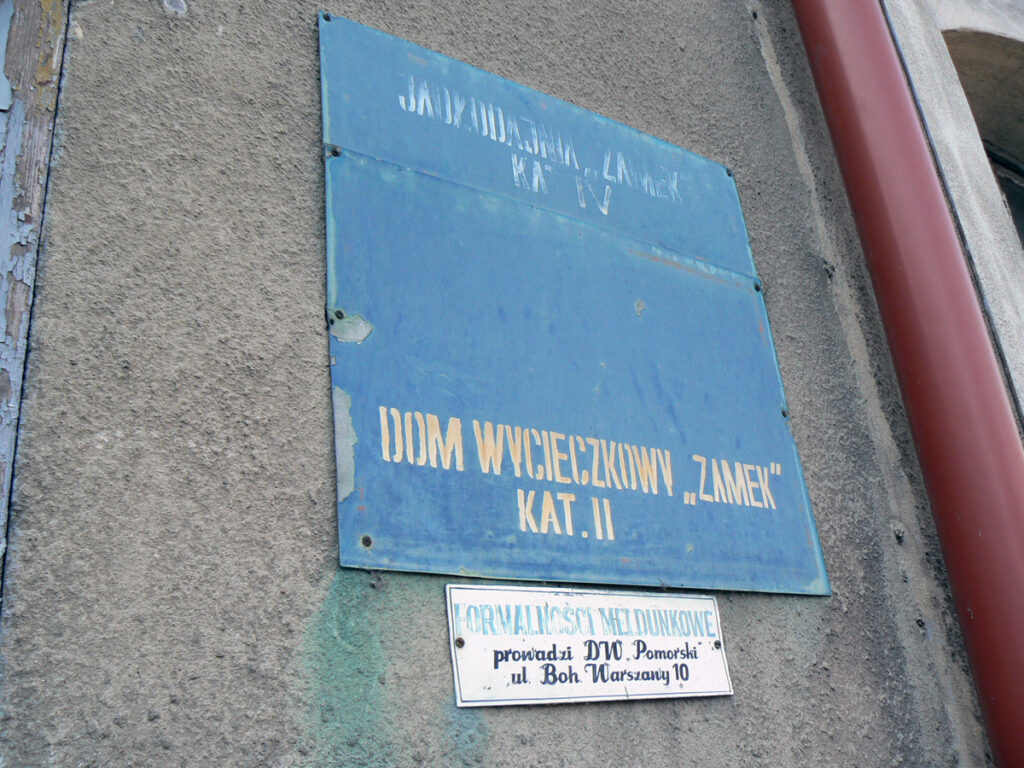 JADŁODAJNIA „ZAMEK”
KAT IV
DOM WYCIECZKOWY „ZAMEK”
KAT. II
FORMALNOŚCI MELDUNKOWE
prowadzi DW „Pomorski”
ul. Boh. Warszawy 10